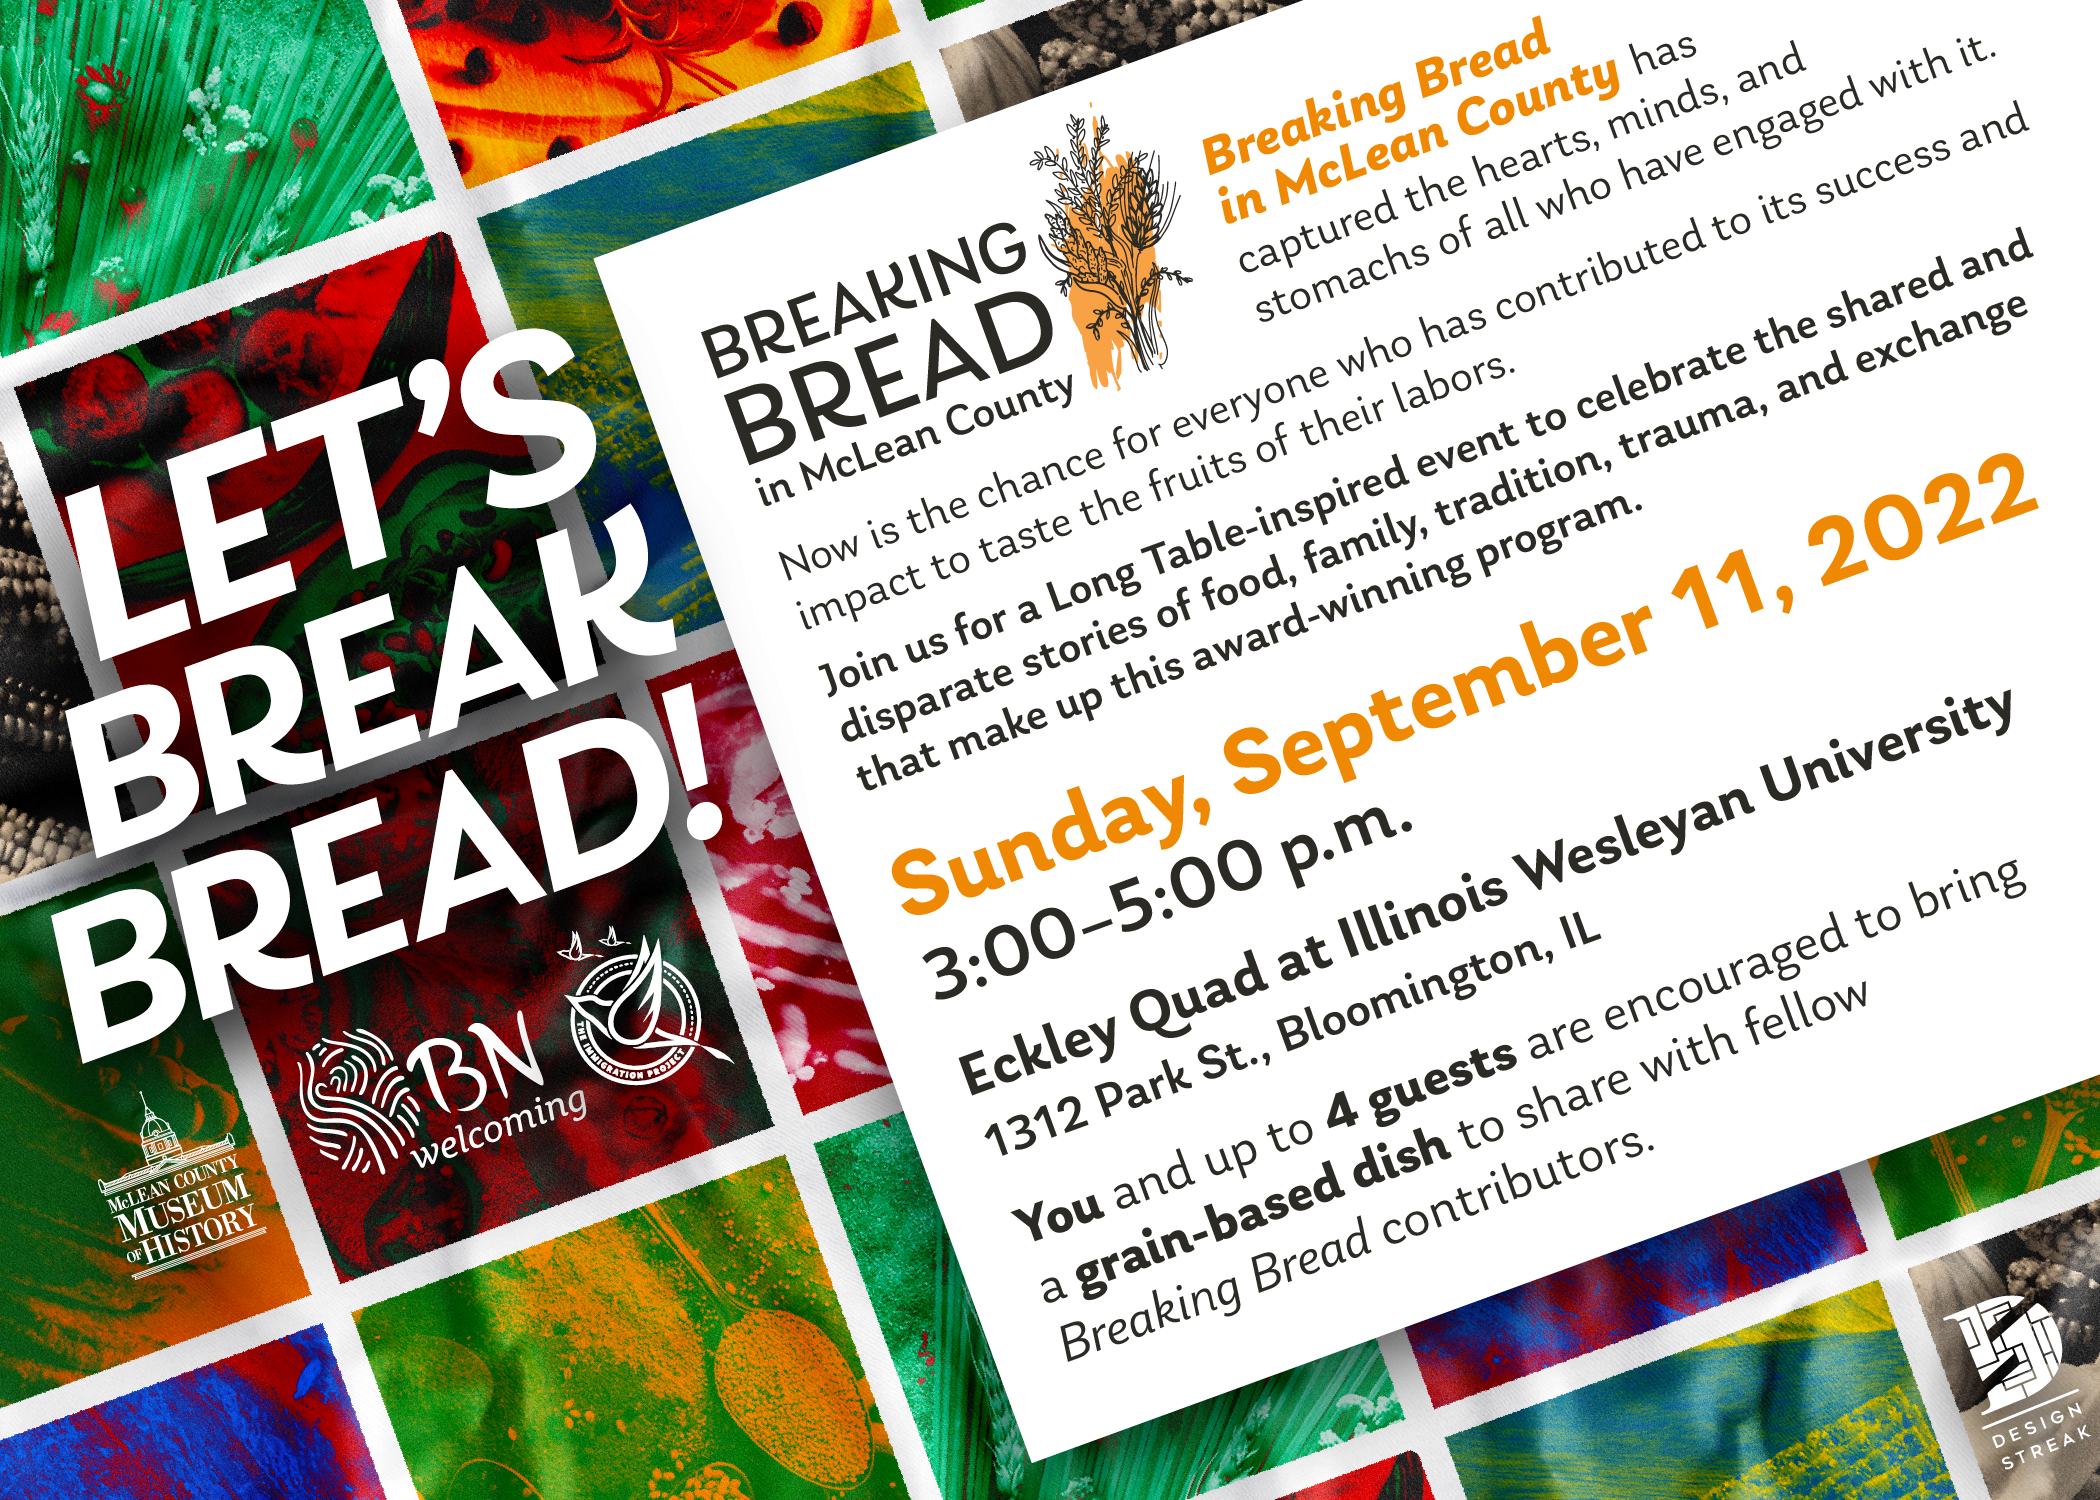 LET'S
BREAK
BREAD!
McLEAN COUNTY
MUSEUM
OF HISTORY
BN
welcoming
THE IMMIGRATION PROJECT
BREAKING
BREAD
in McLean County
Breaking Bread
in McLean County has
captured the hearts, minds, and
stomachs of all who have engaged with it.
Now is the chance for everyone who has contributed to its success and
impact to taste the fruits of their labors.
Join us for a Long Table-inspired event to celebrate the shared and
disparate stories of food, family, tradition, trauma, and exchange
that make up this award-winning program.
Sunday, September 11, 2022
3:00–5:00 p.m.
Eckley Quad at Illinois Wesleyan University
1312 Park St., Bloomington, IL
You and up to 4 guests are encouraged to bring
a grain-based dish to share with fellow
Breaking Bread contributors.
DESIGN
STREAK